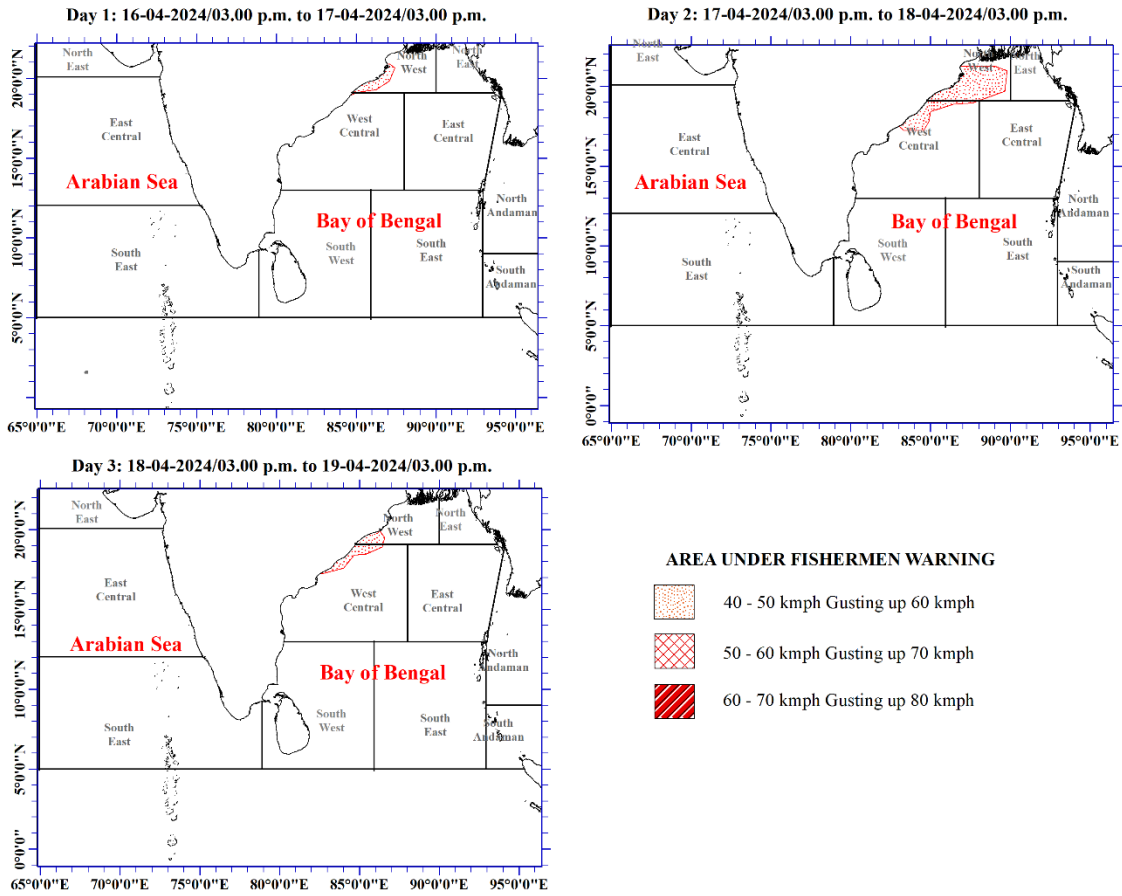 Day 1: 16-04-2024/03.00 p.m. to 17-04-2024/03.00 p.m.
North
East
North
West
North
East
East
Central
West
Central
East
Central
Arabian Sea
Bay of Bengal
North
Andaman
South
East
South
West
South
East
South
Andaman
20°0'0"N
15°0'0"N
10°0'0"N
5°0'0"N
65°0'0"E
70°0'0"E
75°0'0"E
80°0'0"E
85°0'0"E
90°0'0"E
95°0'0"E
Day 2: 17-04-2024/03.00 p.m. to 18-04-2024/03.00 p.m.
North
East
North
West
North
East
East
Central
West
Central
East
Central
Arabian Sea
Bay of Bengal
North
Andaman
South
East
South
West
South
East
South
Andaman
20°0'0"N
15°0'0"N
10°0'0"N
5°0'0"N
0°0'0"
65°0'0"E
70°0'0"E
75°0'0"E
80°0'0"E
85°0'0"E
90°0'0"E
95°0'0"E
Day 3: 18-04-2024/03.00 p.m. to 19-04-2024/03.00 p.m.
North
East
North
West
North
East
East
Central
West
Central
East
Central
Arabian Sea
Bay of Bengal
North
Andaman
South
East
South
West
South
East
South
Andaman
20°0'0"N
15°0'0"N
10°0'0"N
5°0'0"N
0°0'0"
65°0'0"E
70°0'0"E
75°0'0"E
80°0'0"E
85°0'0"E
90°0'0"E
95°0'0"E
AREA UNDER FISHERMEN WARNING
40 - 50 kmph Gusting up 60 kmph
50 - 60 kmph Gusting up 70 kmph
60 - 70 kmph Gusting up 80 kmph